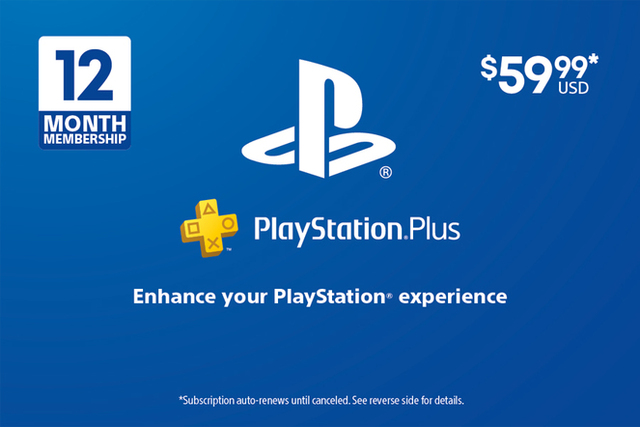 12
MONTH
MEMBERSHIP
$59.99*
USD
®
PlayStation®Plus
™
Enhance your PlayStation® experience
*Subscription auto-renews until canceled. See reverse side for details.